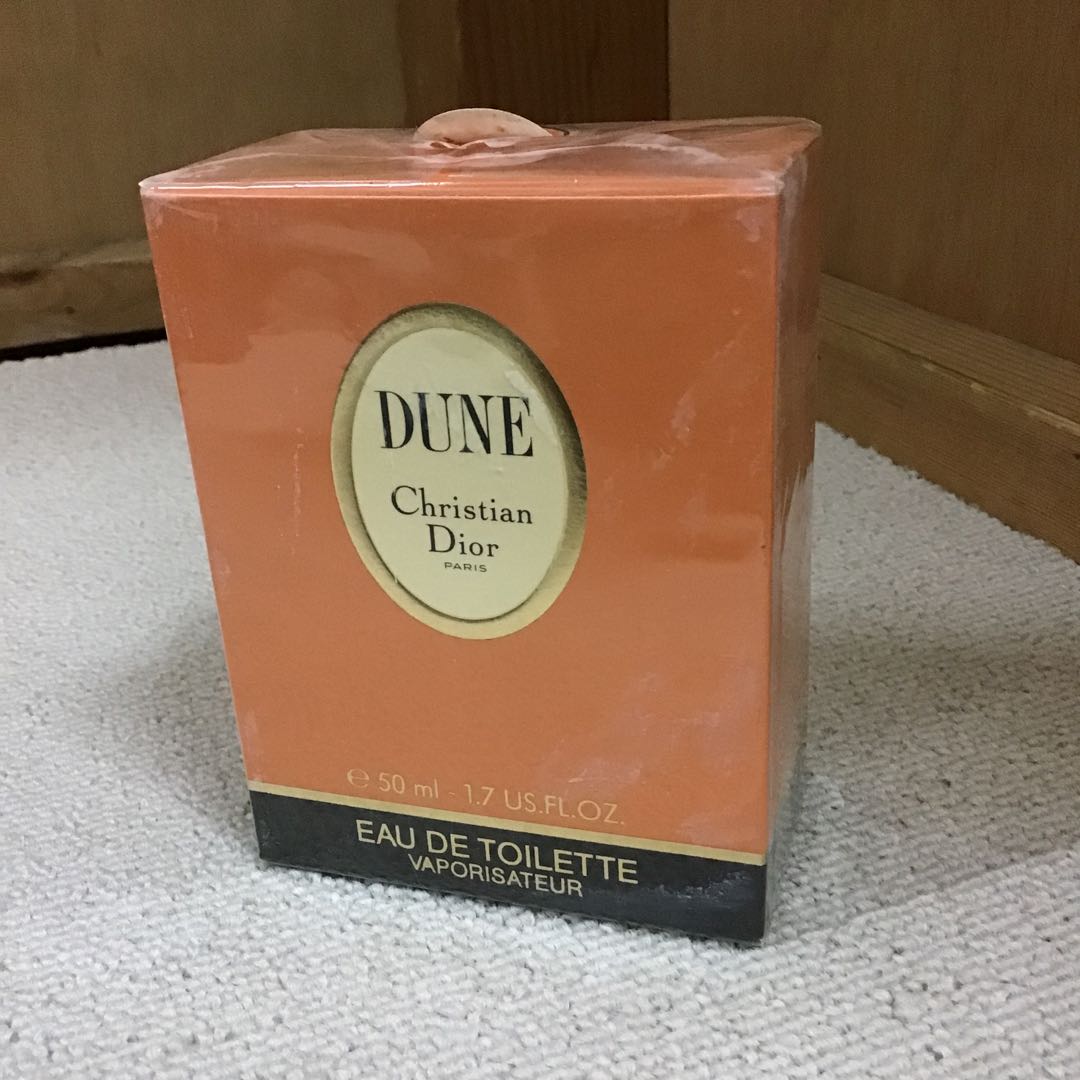 DUNE
Christian
Dior
PARIS
℮ 50 ml - 1.7 US.FL.OZ.
EAU DE TOILETTE
VAPORISATEUR